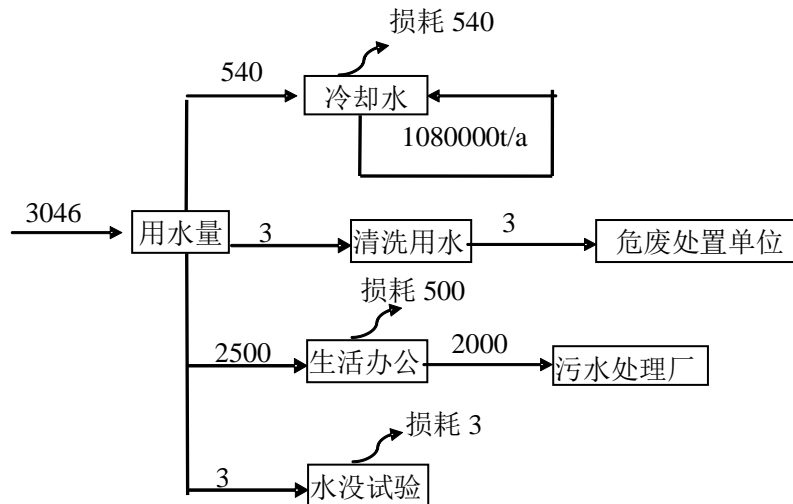 损耗 540
540
冷却水
1080000t/a
3046
用水量
3
清洗用水
3
危废处置单位
损耗 500
2500
生活办公
2000
污水处理厂
损耗 3
3
水没试验